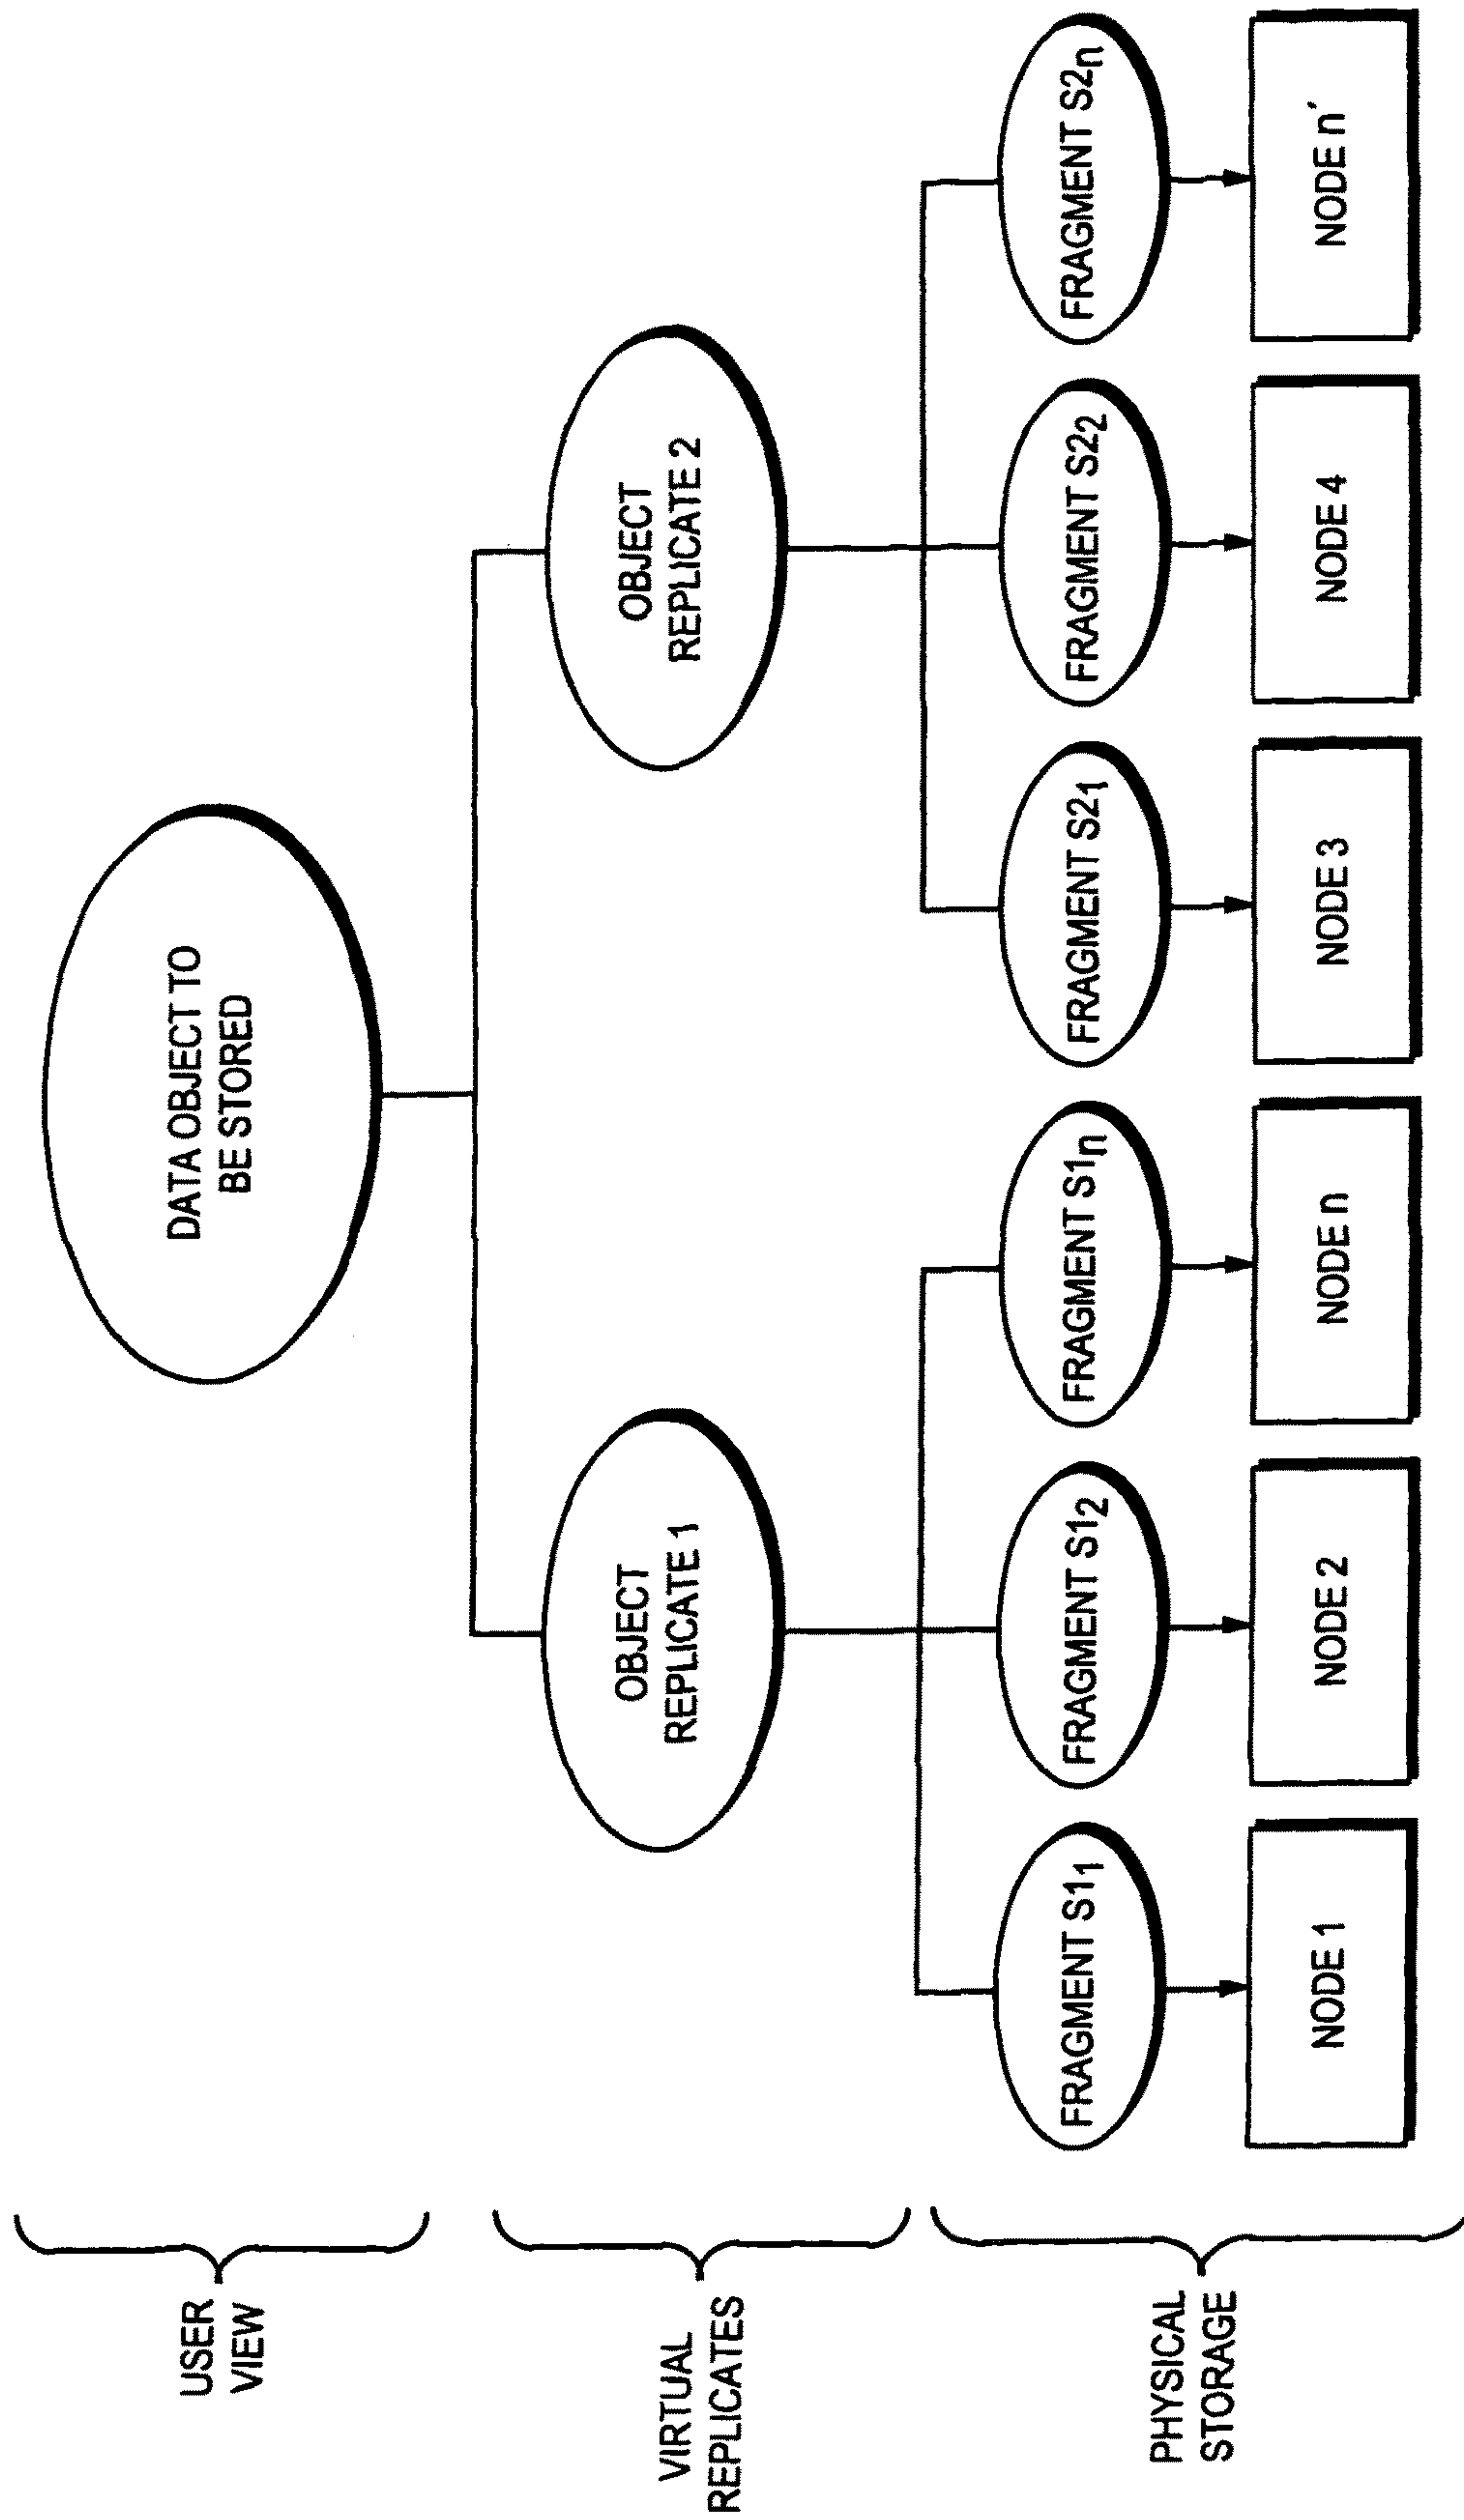 USER
VIEW
DATA OBJECT TO
BE STORED
VIRTUAL
REPLICATES
OBJECT
REPLICATE 1
OBJECT
REPLICATE 2
PHYSICAL
STORAGE
FRAGMENT S1₁
FRAGMENT S1₂
FRAGMENT S1n
FRAGMENT S2₁
FRAGMENT S2₂
FRAGMENT S2n
NODE 1
NODE 2
NODE n
NODE 3
NODE 4
NODE n′